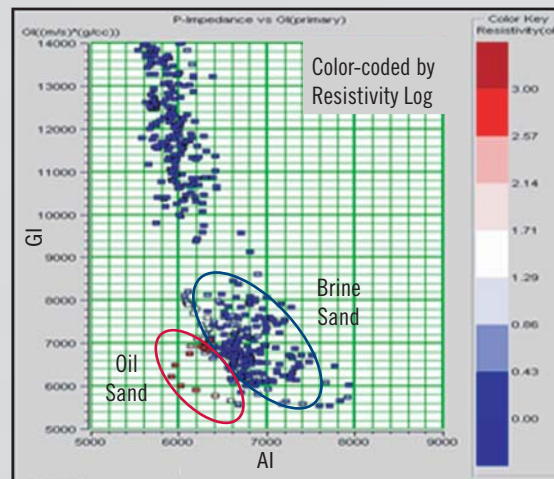 P-Impedance vs GI(primary)
GI((m/s)*(g/cc))
Color Key
Resistivity(ol
Color-coded by
Resistivity Log
14000
13000
12000
11000
10000
9000
8000
7000
6000
5000
GI
Brine
Sand
Oil
Sand
5000
6000
7000
8000
9000
AI
3.00
2.57
2.14
1.71
1.29
0.86
0.43
0.00